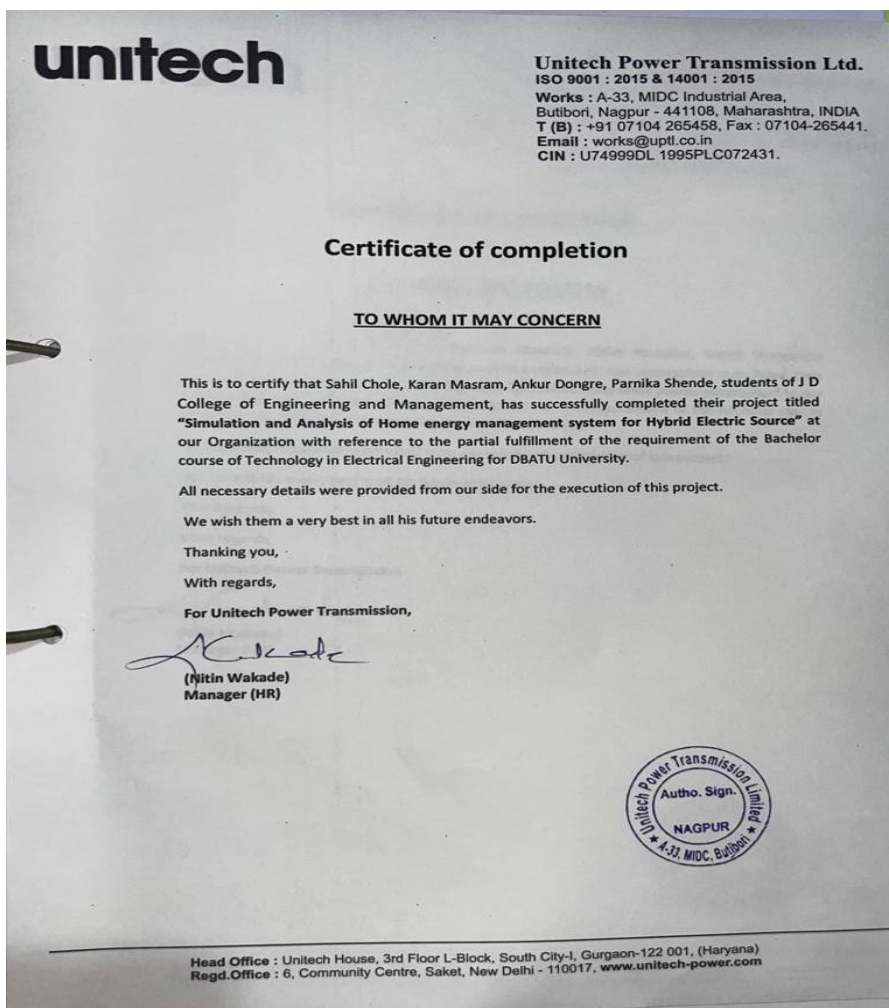 unitech
Unitech Power Transmission Ltd.
ISO 9001 : 2015 & 14001 : 2015
Works : A-33, MIDC Industrial Area,
Butibori, Nagpur - 441108, Maharashtra, INDIA
T (B) : +91 07104 265458, Fax : 07104-265441.
Email : works@uptl.co.in
CIN : U74999DL 1995PLC072431.
Certificate of completion
TO WHOM IT MAY CONCERN
This is to certify that Sahil Chole, Karan Masram, Ankur Dongre, Parnika Shende, students of J D
College of Engineering and Management, has successfully completed their project titled
“Simulation and Analysis of Home energy management system for Hybrid Electric Source” at
our Organization with reference to the partial fulfillment of the requirement of the Bachelor
course of Technology in Electrical Engineering for DBATU University.
All necessary details were provided from our side for the execution of this project.
We wish them a very best in all his future endeavors.
Thanking you,
With regards,
For Unitech Power Transmission,
(Nitin Wakade)
Manager (HR)
Unitech Power Transmission Limited
Autho. Sign.
NAGPUR
★ A-33, MIDC, Butibori ★
Head Office : Unitech House, 3rd Floor L-Block, South City-I, Gurgaon-122 001, (Haryana)
Regd.Office : 6, Community Centre, Saket, New Delhi - 110017, www.unitech-power.com